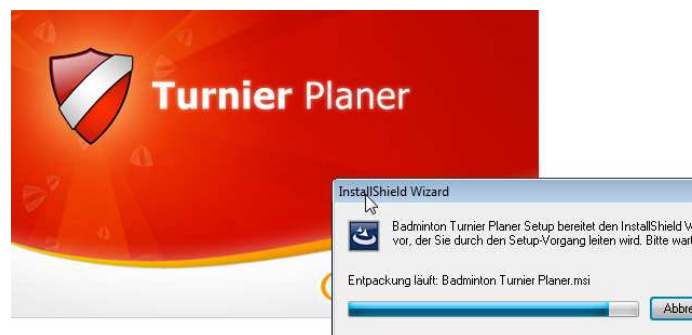 Turnier Planer
InstallShield Wizard
Badminton Turnier Planer Setup bereitet den InstallShield
vor, der Sie durch den Setup-Vorgang leiten wird. Bitte
Entpackung läuft: Badminton Turnier Planer.msi